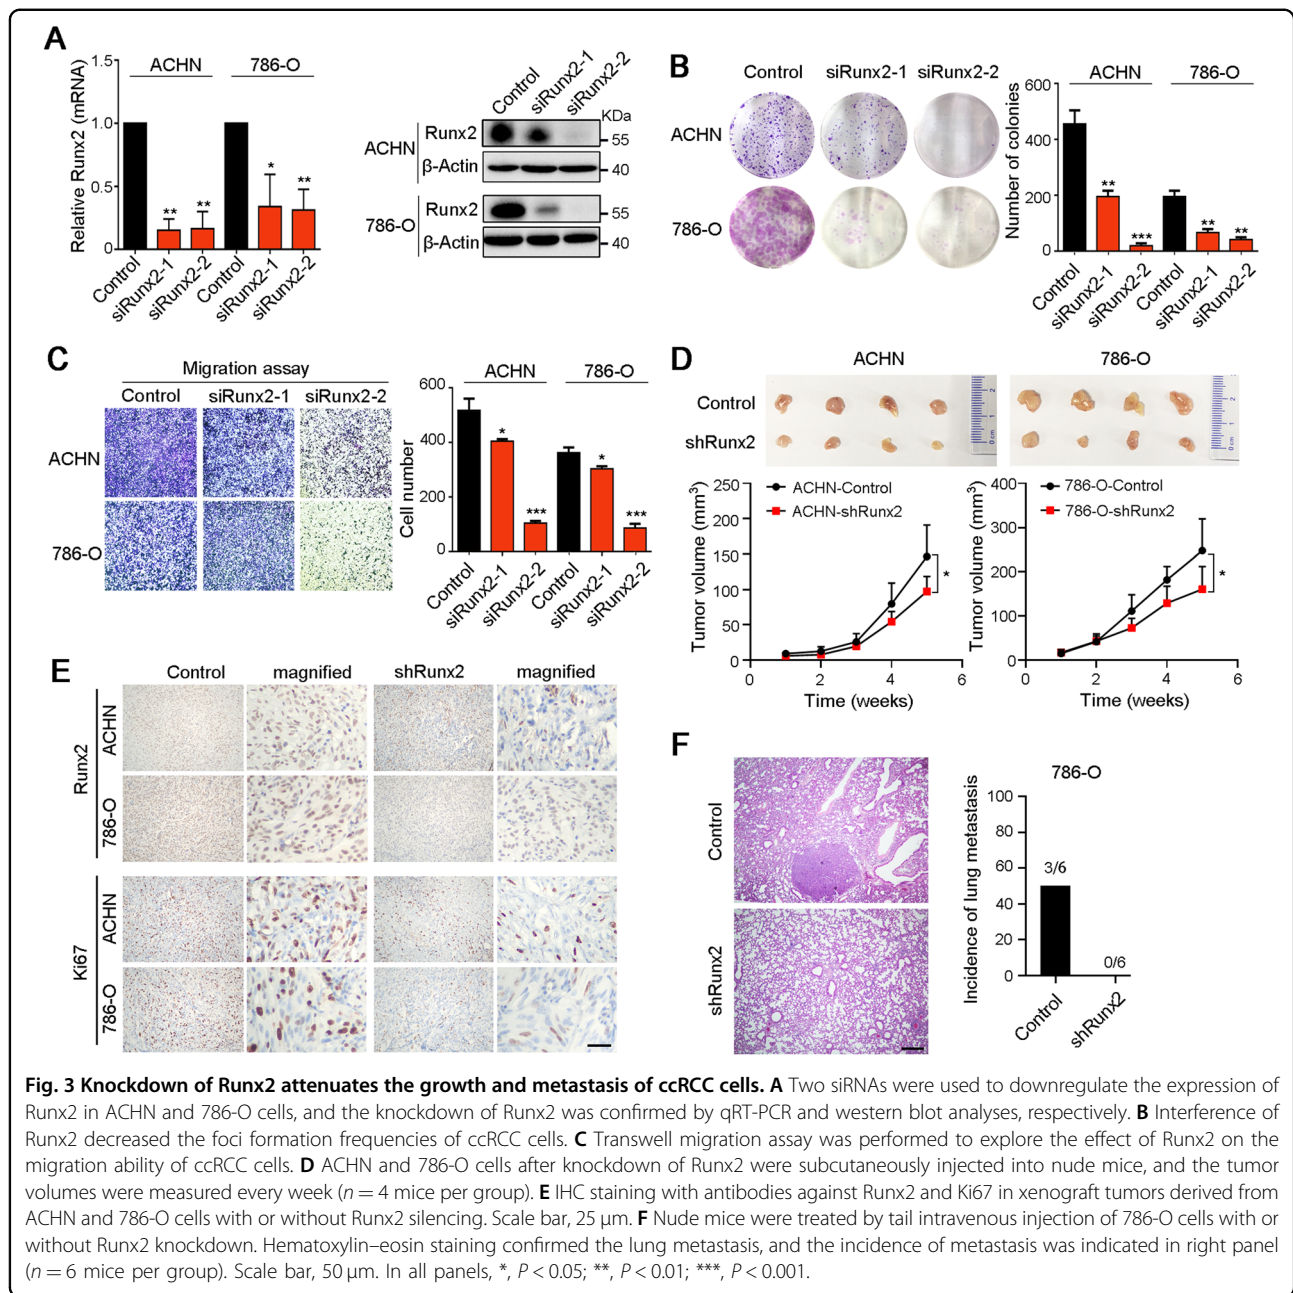 A
1.5
1.0
0.5
0
Relative Runx2 (mRNA)
ACHN
786-O
Control
siRunx2-1
siRunx2-2
Control
siRunx2-1
siRunx2-2
**
**
*
**
Control
siRunx2-1
siRunx2-2
KDa
ACHN
Runx2
55
β-Actin
40
786-O
Runx2
55
β-Actin
40
B
Control
siRunx2-1
siRunx2-2
ACHN
786-O
Number of colonies
600
400
200
0
ACHN
786-O
**
***
**
**
Control
siRunx2-1
siRunx2-2
Control
siRunx2-1
siRunx2-2
C
Migration assay
Control
siRunx2-1
siRunx2-2
ACHN
786-O
Cell number
600
400
200
0
ACHN
786-O
*
***
*
***
Control
siRunx2-1
siRunx2-2
Control
siRunx2-1
siRunx2-2
D
ACHN
786-O
Control
shRunx2
2
1
0 cm
2
1
0 cm
Tumor volume (mm³)
250
200
150
100
50
0
ACHN-Control
ACHN-shRunx2
*
0
2
4
6
Time (weeks)
Tumor volume (mm³)
400
300
200
100
0
786-O-Control
786-O-shRunx2
*
0
2
4
6
Time (weeks)
E
Control
magnified
shRunx2
magnified
Runx2
ACHN
786-O
Ki67
ACHN
786-O
F
Control
shRunx2
786-O
Incidence of lung metastasis
100
80
60
40
20
0
3/6
0/6
Control
shRunx2
Fig. 3 Knockdown of Runx2 attenuates the growth and metastasis of ccRCC cells. A Two siRNAs were used to downregulate the expression of
Runx2 in ACHN and 786-O cells, and the knockdown of Runx2 was confirmed by qRT-PCR and western blot analyses, respectively. B Interference of
Runx2 decreased the foci formation frequencies of ccRCC cells. C Transwell migration assay was performed to explore the effect of Runx2 on the
migration ability of ccRCC cells. D ACHN and 786-O cells after knockdown of Runx2 were subcutaneously injected into nude mice, and the tumor
volumes were measured every week (n = 4 mice per group). E IHC staining with antibodies against Runx2 and Ki67 in xenograft tumors derived from
ACHN and 786-O cells with or without Runx2 silencing. Scale bar, 25 μm. F Nude mice were treated by tail intravenous injection of 786-O cells with or
without Runx2 knockdown. Hematoxylin–eosin staining confirmed the lung metastasis, and the incidence of metastasis was indicated in right panel
(n = 6 mice per group). Scale bar, 50 μm. In all panels, *, P < 0.05; **, P < 0.01; ***, P < 0.001.